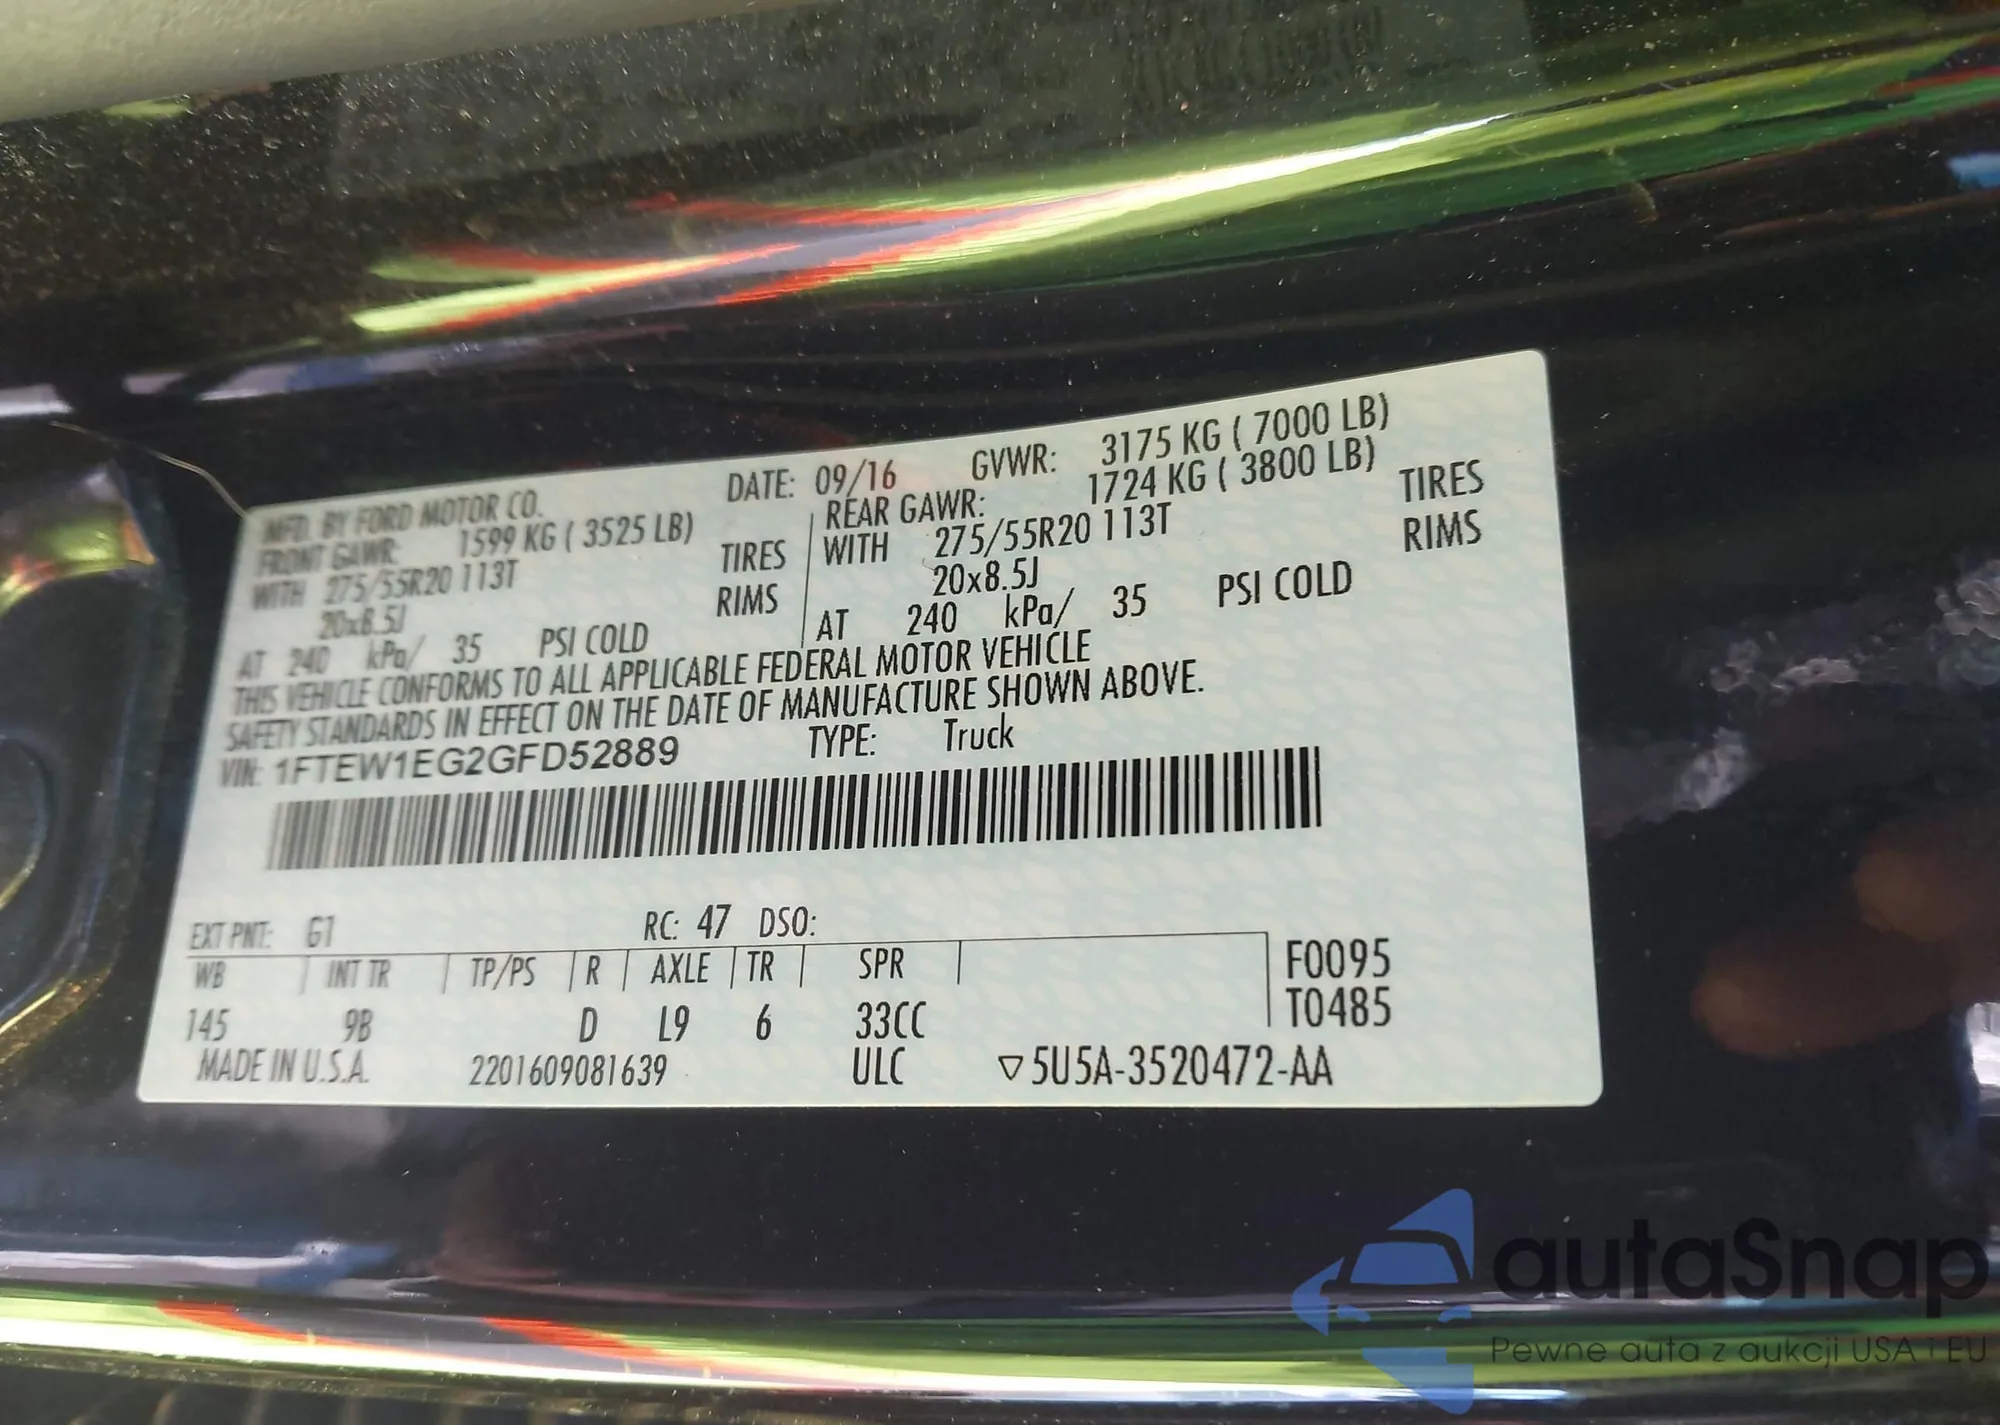 MFD. BY FORD MOTOR CO. DATE: 09/16 GVWR: 3175 KG ( 7000 LB)
FRONT GAWR: 1599 KG ( 3525 LB) REAR GAWR: 1724 KG ( 3800 LB)
WITH 275/55R20 113T TIRES WITH 275/55R20 113T TIRES
20x8.5J RIMS 20x8.5J RIMS
AT 240 kPa/ 35 PSI COLD AT 240 kPa/ 35 PSI COLD
THIS VEHICLE CONFORMS TO ALL APPLICABLE FEDERAL MOTOR VEHICLE
SAFETY STANDARDS IN EFFECT ON THE DATE OF MANUFACTURE SHOWN ABOVE.
VIN: 1FTEW1EG2GFD52889 TYPE: Truck
EXT PNT: G1 RC: 47 DSO:
WB INT TR TP/PS R AXLE TR SPR F0095
145 9B D L9 6 33CC T0485
MADE IN U.S.A. 2201609081639 ULC ▽5U5A-3520472-AA
autaSnap
Pewne auta z aukcji USA i EU